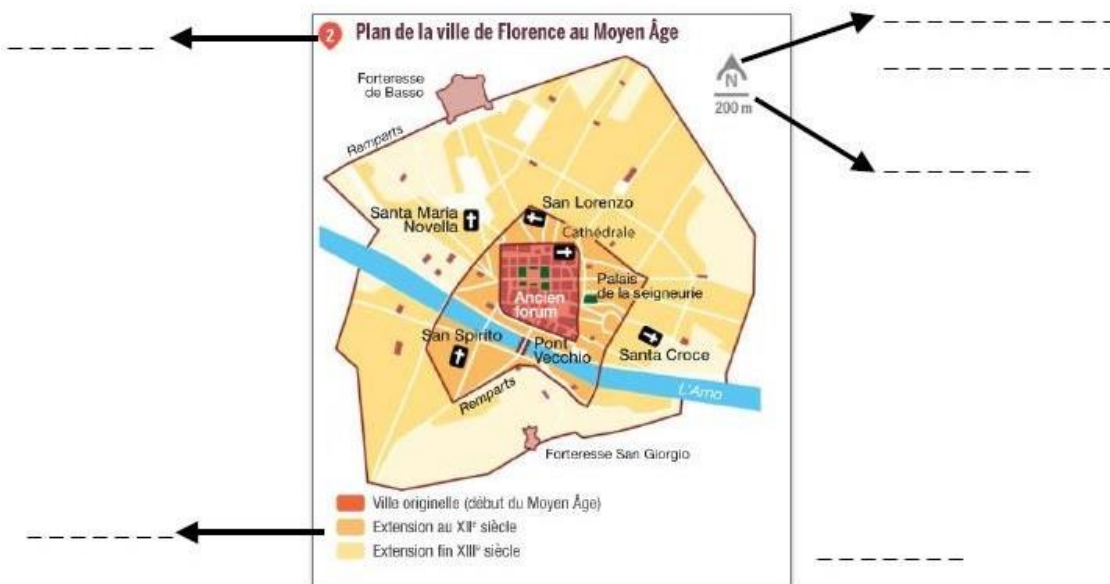 2 Plan de la ville de Florence au Moyen Âge
N
200 m
Forteresse
de Basso
Remparts
San Lorenzo
Santa Maria
Novella
Cathédrale
Palais
de la seigneurie
Ancien
forum
San Spirito
Pont
Vecchio
Santa Croce
L'Arno
Remparts
Forteresse San Giorgio
Ville originelle (début du Moyen Âge)
Extension au XIIe siècle
Extension fin XIIIe siècle